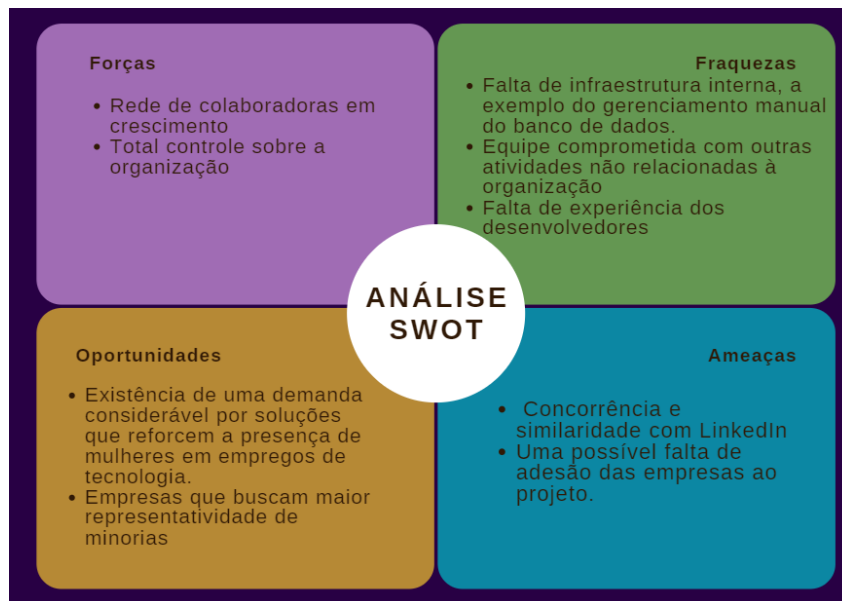 Forças
• Rede de colaboradoras em
crescimento
• Total controle sobre a
organização
Fraquezas
• Falta de infraestrutura interna, a
exemplo do gerenciamento manual
do banco de dados.
• Equipe comprometida com outras
atividades não relacionadas à
organização
• Falta de experiência dos
desenvolvedores
ANÁLISE
SWOT
Oportunidades
• Existência de uma demanda
considerável por soluções
que reforcem a presença de
mulheres em empregos de
tecnologia.
• Empresas que buscam maior
representatividade de
minorias
Ameaças
• Concorrência e
similaridade com LinkedIn
• Uma possível falta de
adesão das empresas ao
projeto.